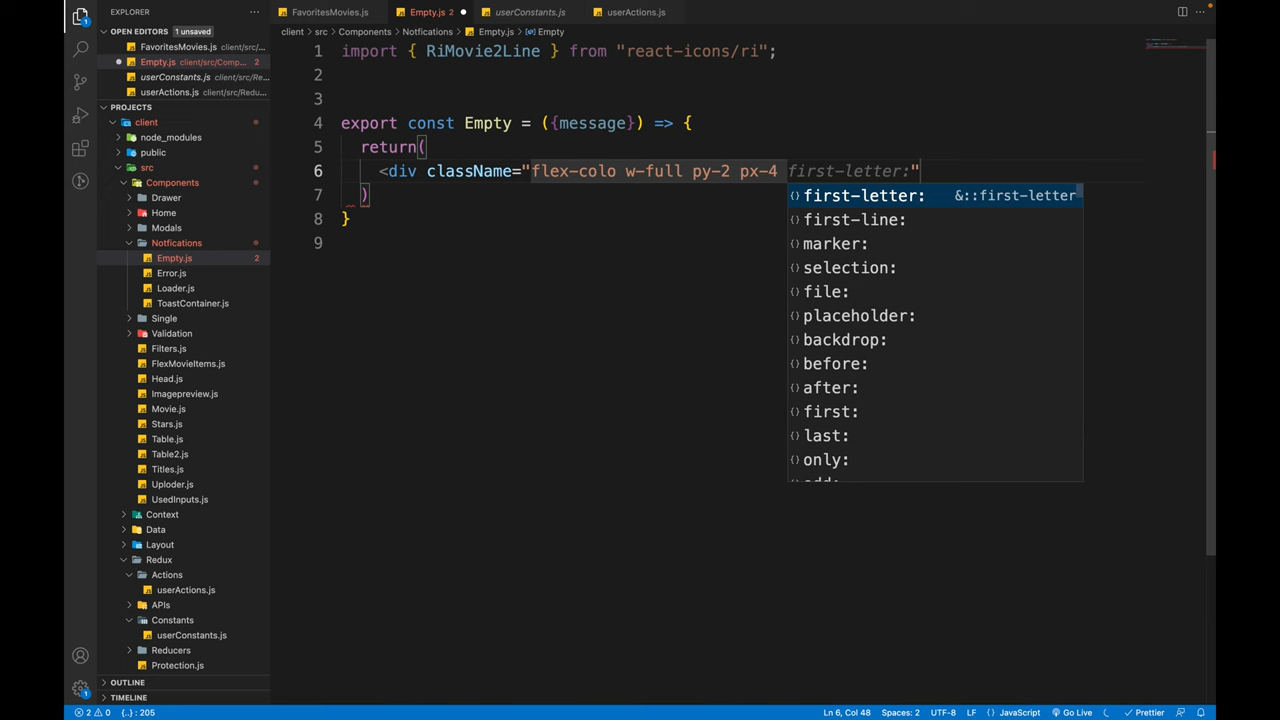 EXPLORER
OPEN EDITORS 1 unsaved
FavoritesMovies.js client/src/...
Empty.js client/src/Comp... 2
userConstants.js client/src/Re...
userActions.js client/src/Redu...
PROJECTS
client
node_modules
public
src
Components
Drawer
Home
Modals
Notfications
Empty.js 2
Error.js
Loader.js
ToastContainer.js
Single
Validation
Filters.js
FlexMovieItems.js
Head.js
Imagepreview.js
Movie.js
Stars.js
Table.js
Table2.js
Titles.js
Uploder.js
UsedInputs.js
Context
Data
Layout
Redux
Actions
userActions.js
APIs
Constants
userConstants.js
Reducers
Protection.js
OUTLINE
TIMELINE
FavoritesMovies.js Empty.js 2 userConstants.js userActions.js
client > src > Components > Notfications > Empty.js > Empty
1 import { RiMovie2Line } from "react-icons/ri";
2
3
4 export const Empty = ({message}) => {
5 return(
6 <div className="flex-colo w-full py-2 px-4 first-letter:"
7 )
8 }
9
first-letter: &::first-letter
first-line:
marker:
selection:
file:
placeholder:
backdrop:
before:
after:
first:
last:
only:
1
1
2 0 {..} : 205 Ln 6, Col 48 Spaces: 2 UTF-8 LF JavaScript Go Live Prettier